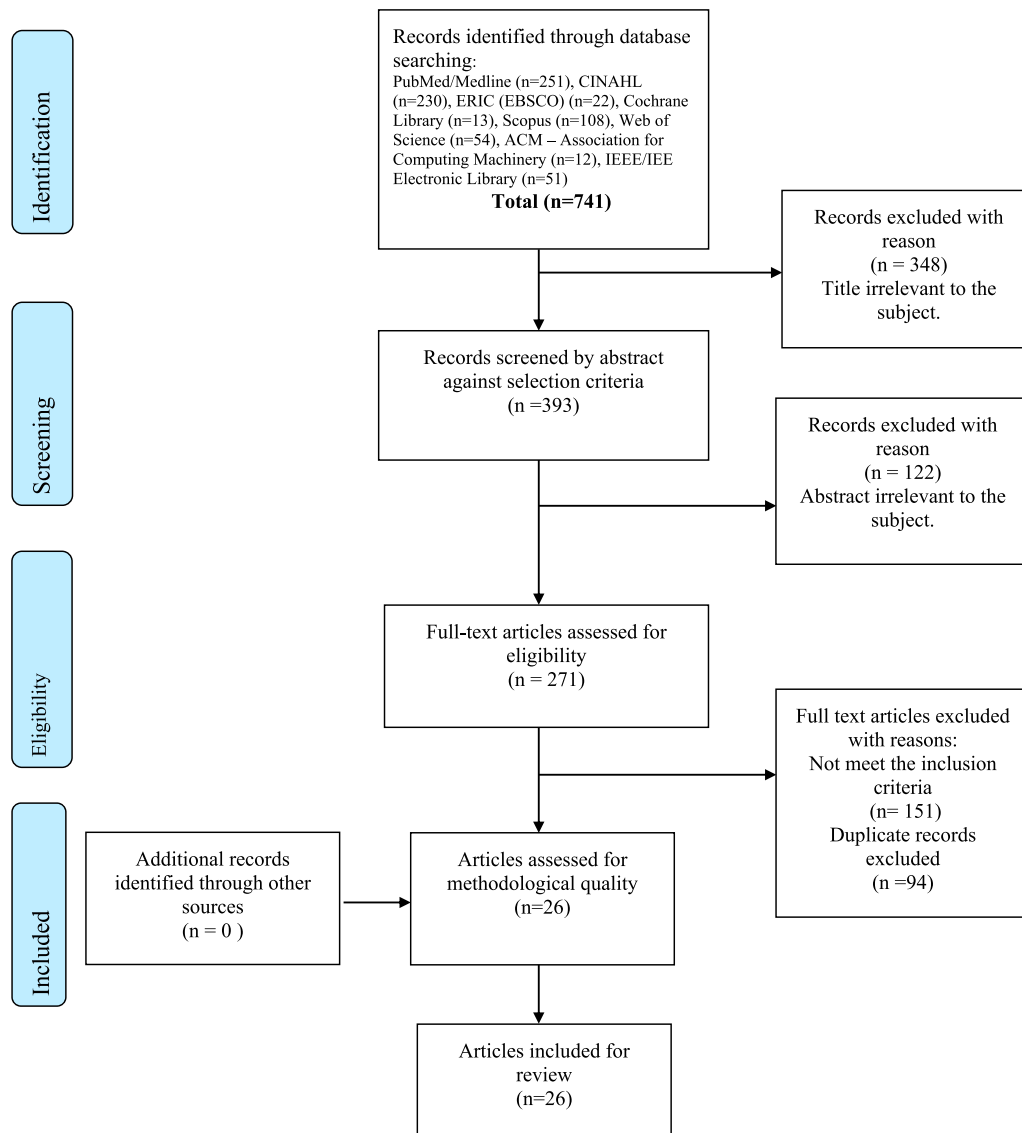 Identification
Records identified through database
searching:
PubMed/Medline (n=251), CINAHL
(n=230), ERIC (EBSCO) (n=22), Cochrane
Library (n=13), Scopus (n=108), Web of
Science (n=54), ACM – Association for
Computing Machinery (n=12), IEEE/IEE
Electronic Library (n=51)
Total (n=741)
Records excluded with
reason
(n = 348)
Title irrelevant to the
subject.
Screening
Records screened by abstract
against selection criteria
(n =393)
Records excluded with
reason
(n = 122)
Abstract irrelevant to the
subject.
Eligibility
Full-text articles assessed for
eligibility
(n = 271)
Full text articles excluded
with reasons:
Not meet the inclusion
criteria
(n= 151)
Duplicate records
excluded
(n =94)
Included
Additional records
identified through other
sources
(n = 0 )
Articles assessed for
methodological quality
(n=26)
Articles included for
review
(n=26)